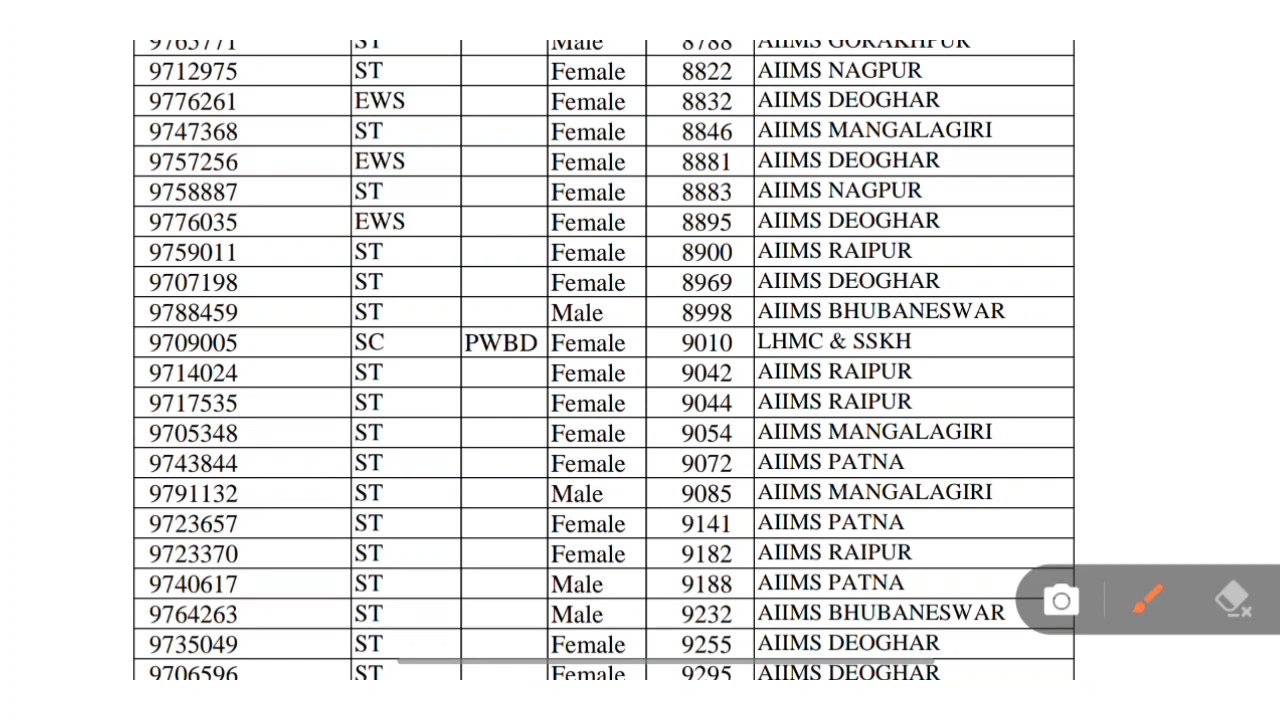 9765771 ST Male 8788 AIIMS GORAKHPUR
9712975 ST Female 8822 AIIMS NAGPUR
9776261 EWS Female 8832 AIIMS DEOGHAR
9747368 ST Female 8846 AIIMS MANGALAGIRI
9757256 EWS Female 8881 AIIMS DEOGHAR
9758887 ST Female 8883 AIIMS NAGPUR
9776035 EWS Female 8895 AIIMS DEOGHAR
9759011 ST Female 8900 AIIMS RAIPUR
9707198 ST Female 8969 AIIMS DEOGHAR
9788459 ST Male 8998 AIIMS BHUBANESWAR
9709005 SC PWBD Female 9010 LHMC & SSKH
9714024 ST Female 9042 AIIMS RAIPUR
9717535 ST Female 9044 AIIMS RAIPUR
9705348 ST Female 9054 AIIMS MANGALAGIRI
9743844 ST Female 9072 AIIMS PATNA
9791132 ST Male 9085 AIIMS MANGALAGIRI
9723657 ST Female 9141 AIIMS PATNA
9723370 ST Female 9182 AIIMS RAIPUR
9740617 ST Male 9188 AIIMS PATNA
9764263 ST Male 9232 AIIMS BHUBANESWAR
9735049 ST Female 9255 AIIMS DEOGHAR
9706596 ST Female 9295 AIIMS DEOGHAR